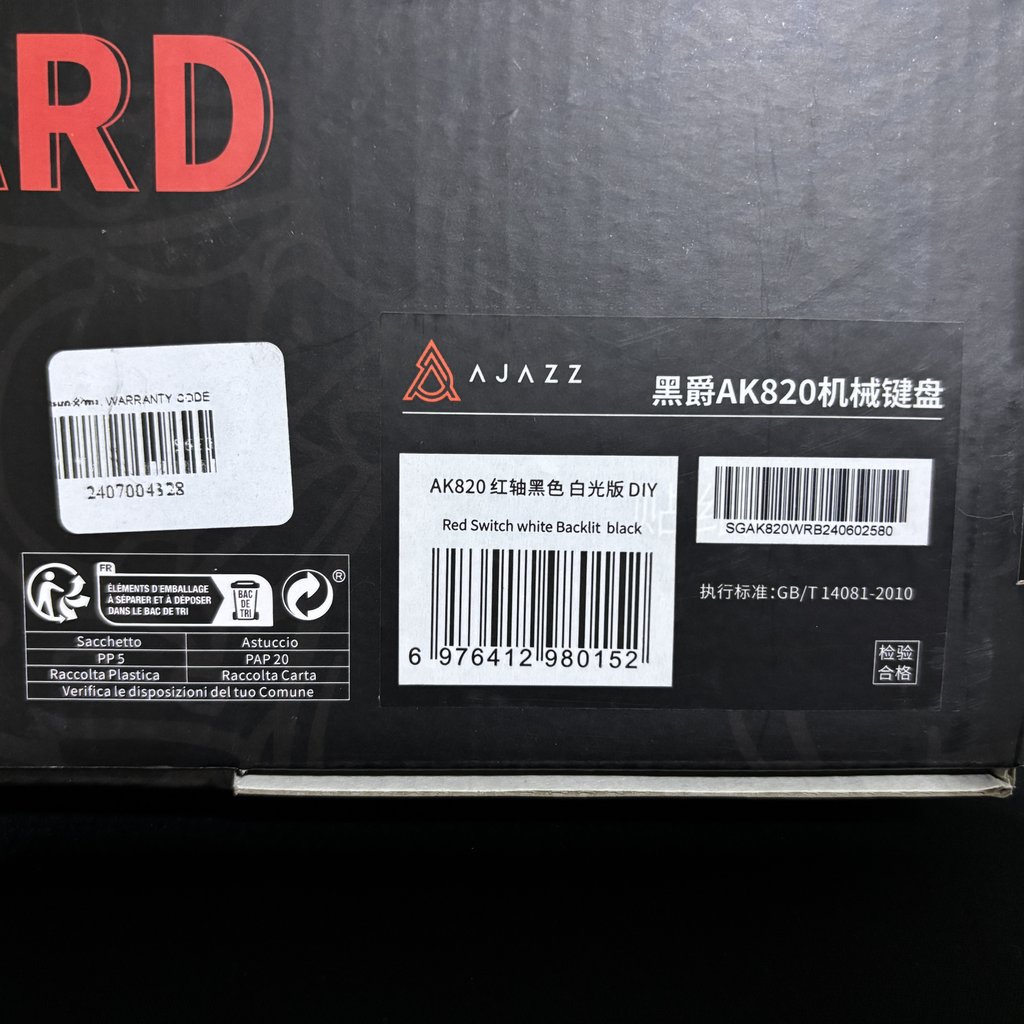 ARD
WARRANTY CODE
2407004328
FR
ÉLÉMENTS D'EMBALLAGE
À SÉPARER ET À DÉPOSER
DANS LE BAC DE TRI
BAC
DE
TRI
®
Sacchetto Astuccio
PP 5 PAP 20
Raccolta Plastica Raccolta Carta
Verifica le disposizioni del tuo Comune
AJAZZ
黑爵AK820机械键盘
AK820 红轴黑色 白光版 DIY
Red Switch white Backlit black
6 976412 980152
SGAK820WRB240602580
执行标准:GB/T 14081-2010
检验
合格